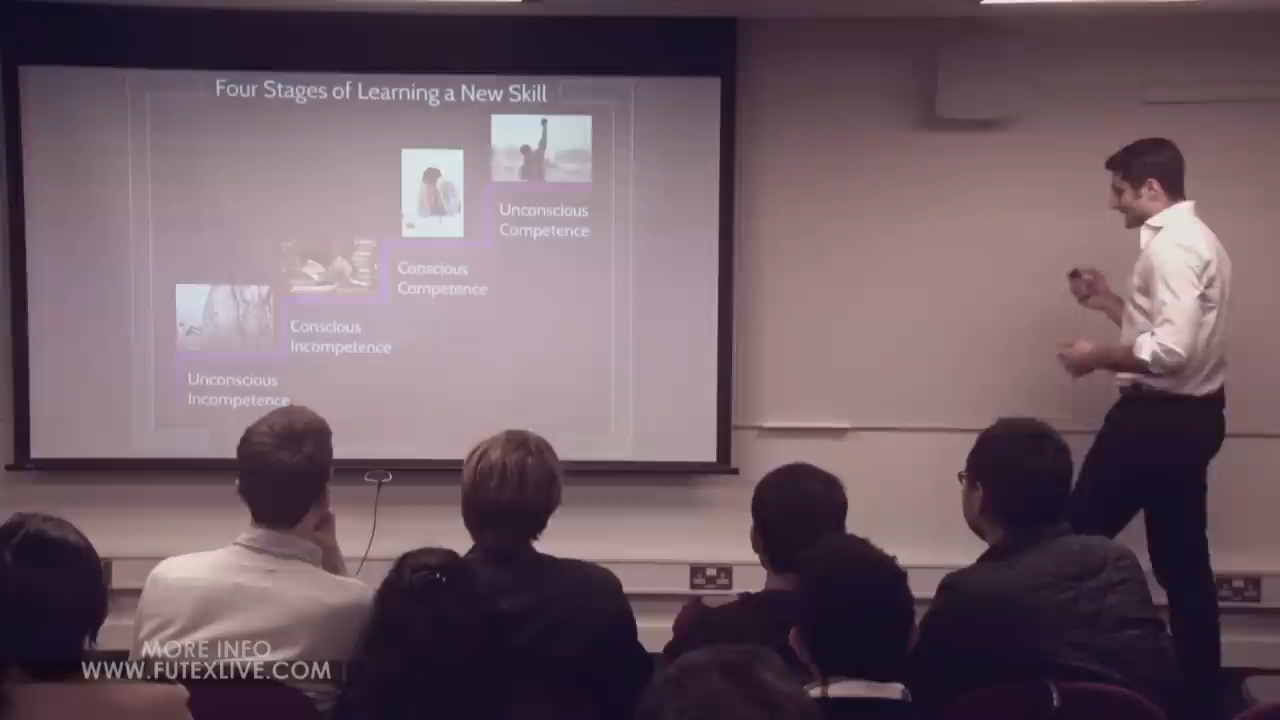 Four Stages of Learning a New Skill
Unconscious
Competence
Conscious
Competence
Conscious
Incompetence
Unconscious
Incompetence
MORE INFO
WWW.FUTEXLIVE.COM